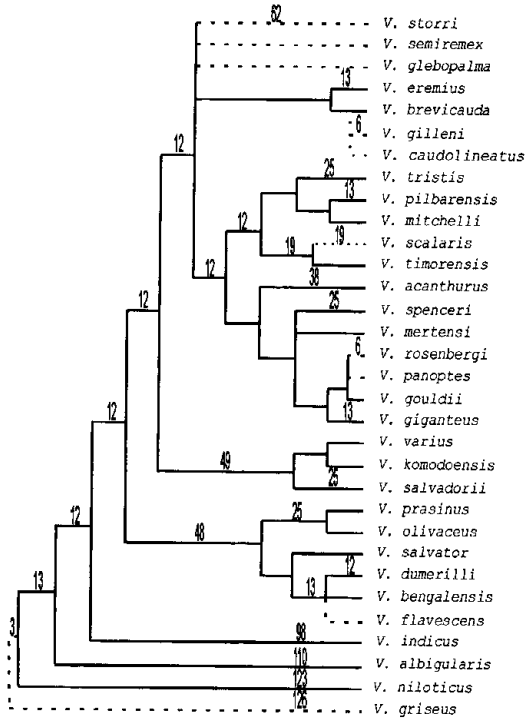 62
V. storri
V. semiremex
V. glebopalma
13
V. eremius
V. brevicauda
6
V. gilleni
12
V. caudolineatus
25
V. tristis
13
V. pilbarensis
12
V. mitchelli
19
V. scalaris
19
12
V. timorensis
38
V. acanthurus
25
V. spenceri
12
V. mertensi
6
V. rosenbergi
V. panoptes
V. gouldii
13
V. giganteus
12
V. varius
49
V. komodoensis
25
V. salvadorii
25
V. prasinus
12
48
V. olivaceus
V. salvator
12
13
13
V. dumerilli
V. bengalensis
V. flavescens
3
98
V. indicus
110
V. albigularis
123
V. niloticus
126
V. griseus